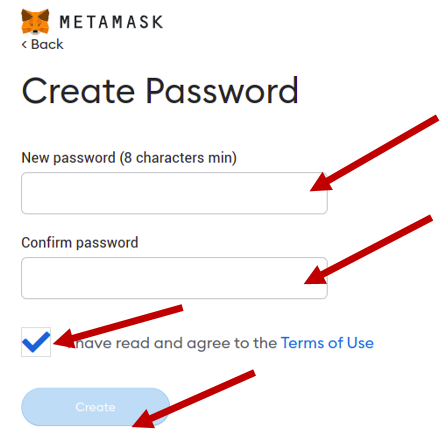 METAMASK
< Back
Create Password
New password (8 characters min)
Confirm password
have read and agree to the Terms of Use
Create